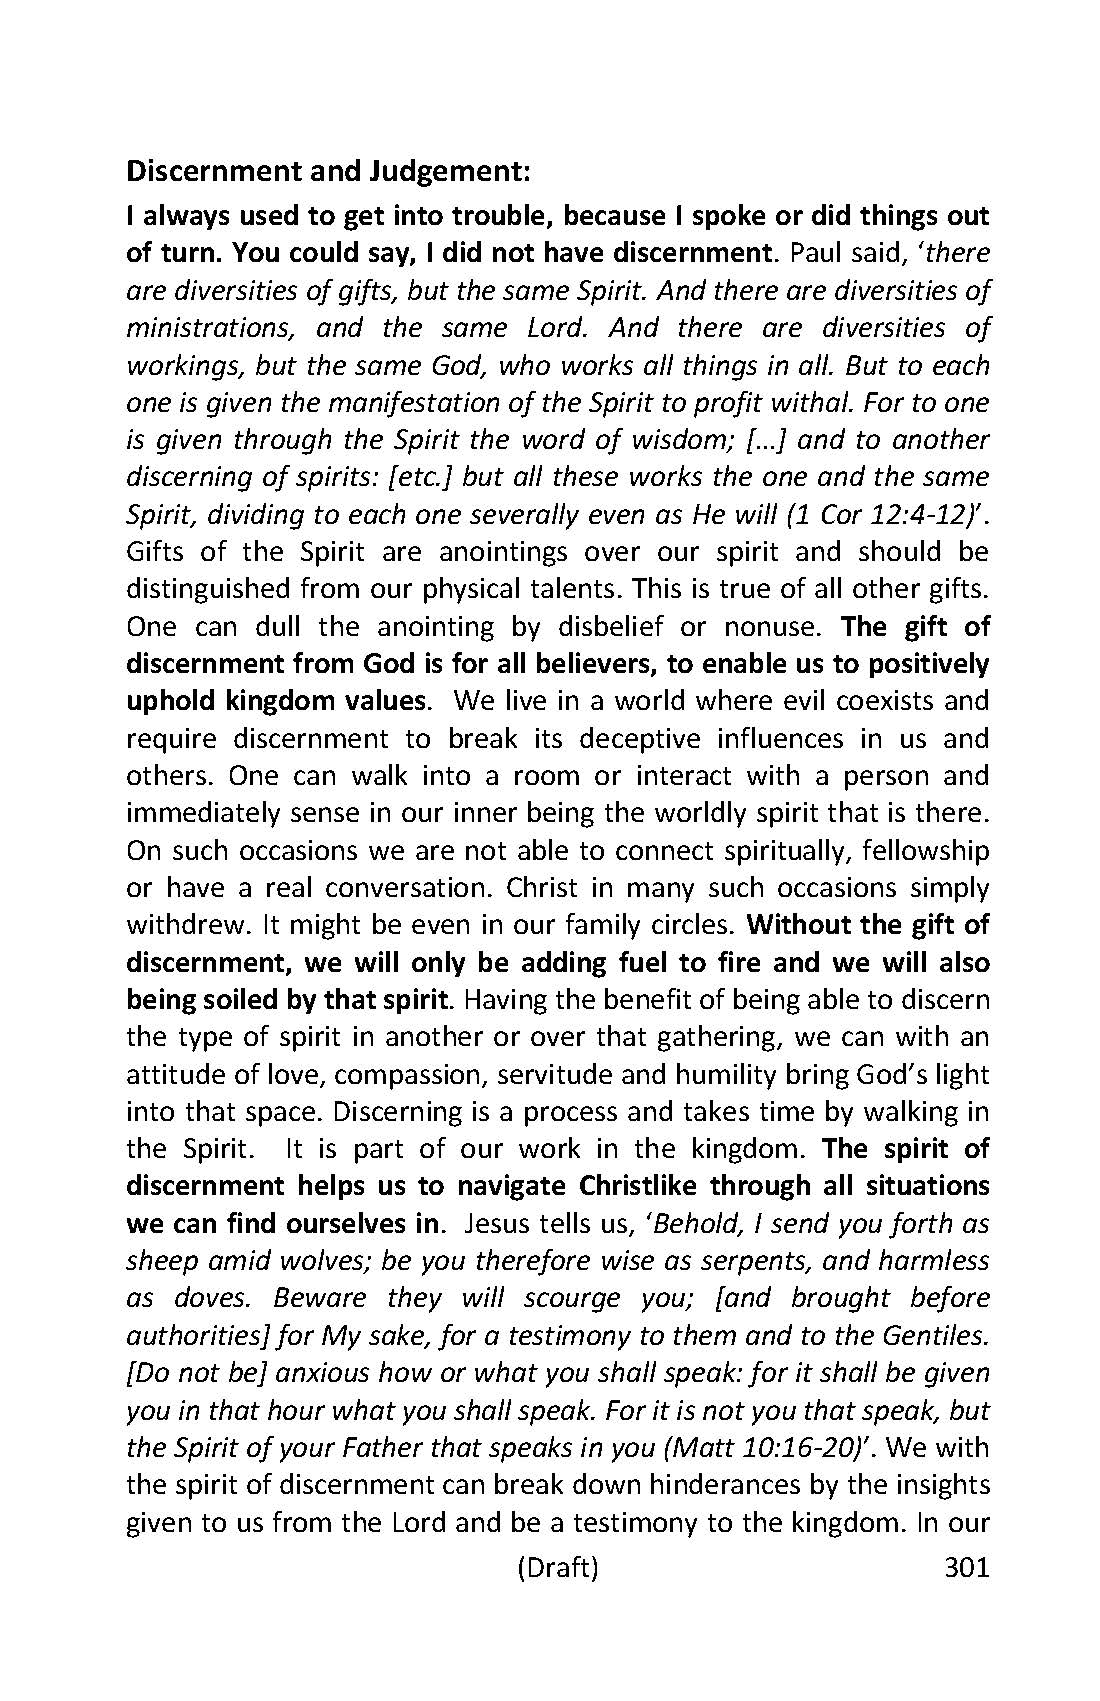 Discernment and Judgement:
I always used to get into trouble, because I spoke or did things out
of turn. You could say, I did not have discernment. Paul said, ‘there
are diversities of gifts, but the same Spirit. And there are diversities of
ministrations, and the same Lord. And there are diversities of
workings, but the same God, who works all things in all. But to each
one is given the manifestation of the Spirit to profit withal. For to one
is given through the Spirit the word of wisdom; [...] and to another
discerning of spirits: [etc.] but all these works the one and the same
Spirit, dividing to each one severally even as He will (1 Cor 12:4-12)’.
Gifts of the Spirit are anointings over our spirit and should be
distinguished from our physical talents. This is true of all other gifts.
One can dull the anointing by disbelief or nonuse. The gift of
discernment from God is for all believers, to enable us to positively
uphold kingdom values.  We live in a world where evil coexists and
require discernment to break its deceptive influences in us and
others. One can walk into a room or interact with a person and
immediately sense in our inner being the worldly spirit that is there.
On such occasions we are not able to connect spiritually, fellowship
or have a real conversation. Christ in many such occasions simply
withdrew. It might be even in our family circles. Without the gift of
discernment, we will only be adding fuel to fire and we will also
being soiled by that spirit. Having the benefit of being able to discern
the type of spirit in another or over that gathering, we can with an
attitude of love, compassion, servitude and humility bring God’s light
into that space. Discerning is a process and takes time by walking in
the Spirit.  It is part of our work in the kingdom. The spirit of
discernment helps us to navigate Christlike through all situations
we can find ourselves in.  Jesus tells us, ‘Behold, I send you forth as
sheep amid wolves; be you therefore wise as serpents, and harmless
as doves. Beware they will scourge you; [and brought before
authorities] for My sake, for a testimony to them and to the Gentiles.
[Do not be] anxious how or what you shall speak: for it shall be given
you in that hour what you shall speak. For it is not you that speak, but
the Spirit of your Father that speaks in you (Matt 10:16-20)’. We with
the spirit of discernment can break down hinderances by the insights
given to us from the Lord and be a testimony to the kingdom. In our
(Draft) 301